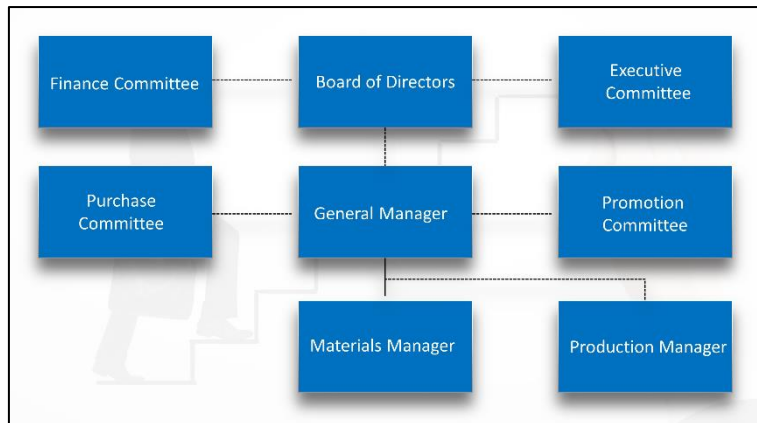 Finance Committee
Board of Directors
Executive
Committee
Purchase
Committee
General Manager
Promotion
Committee
Materials Manager
Production Manager